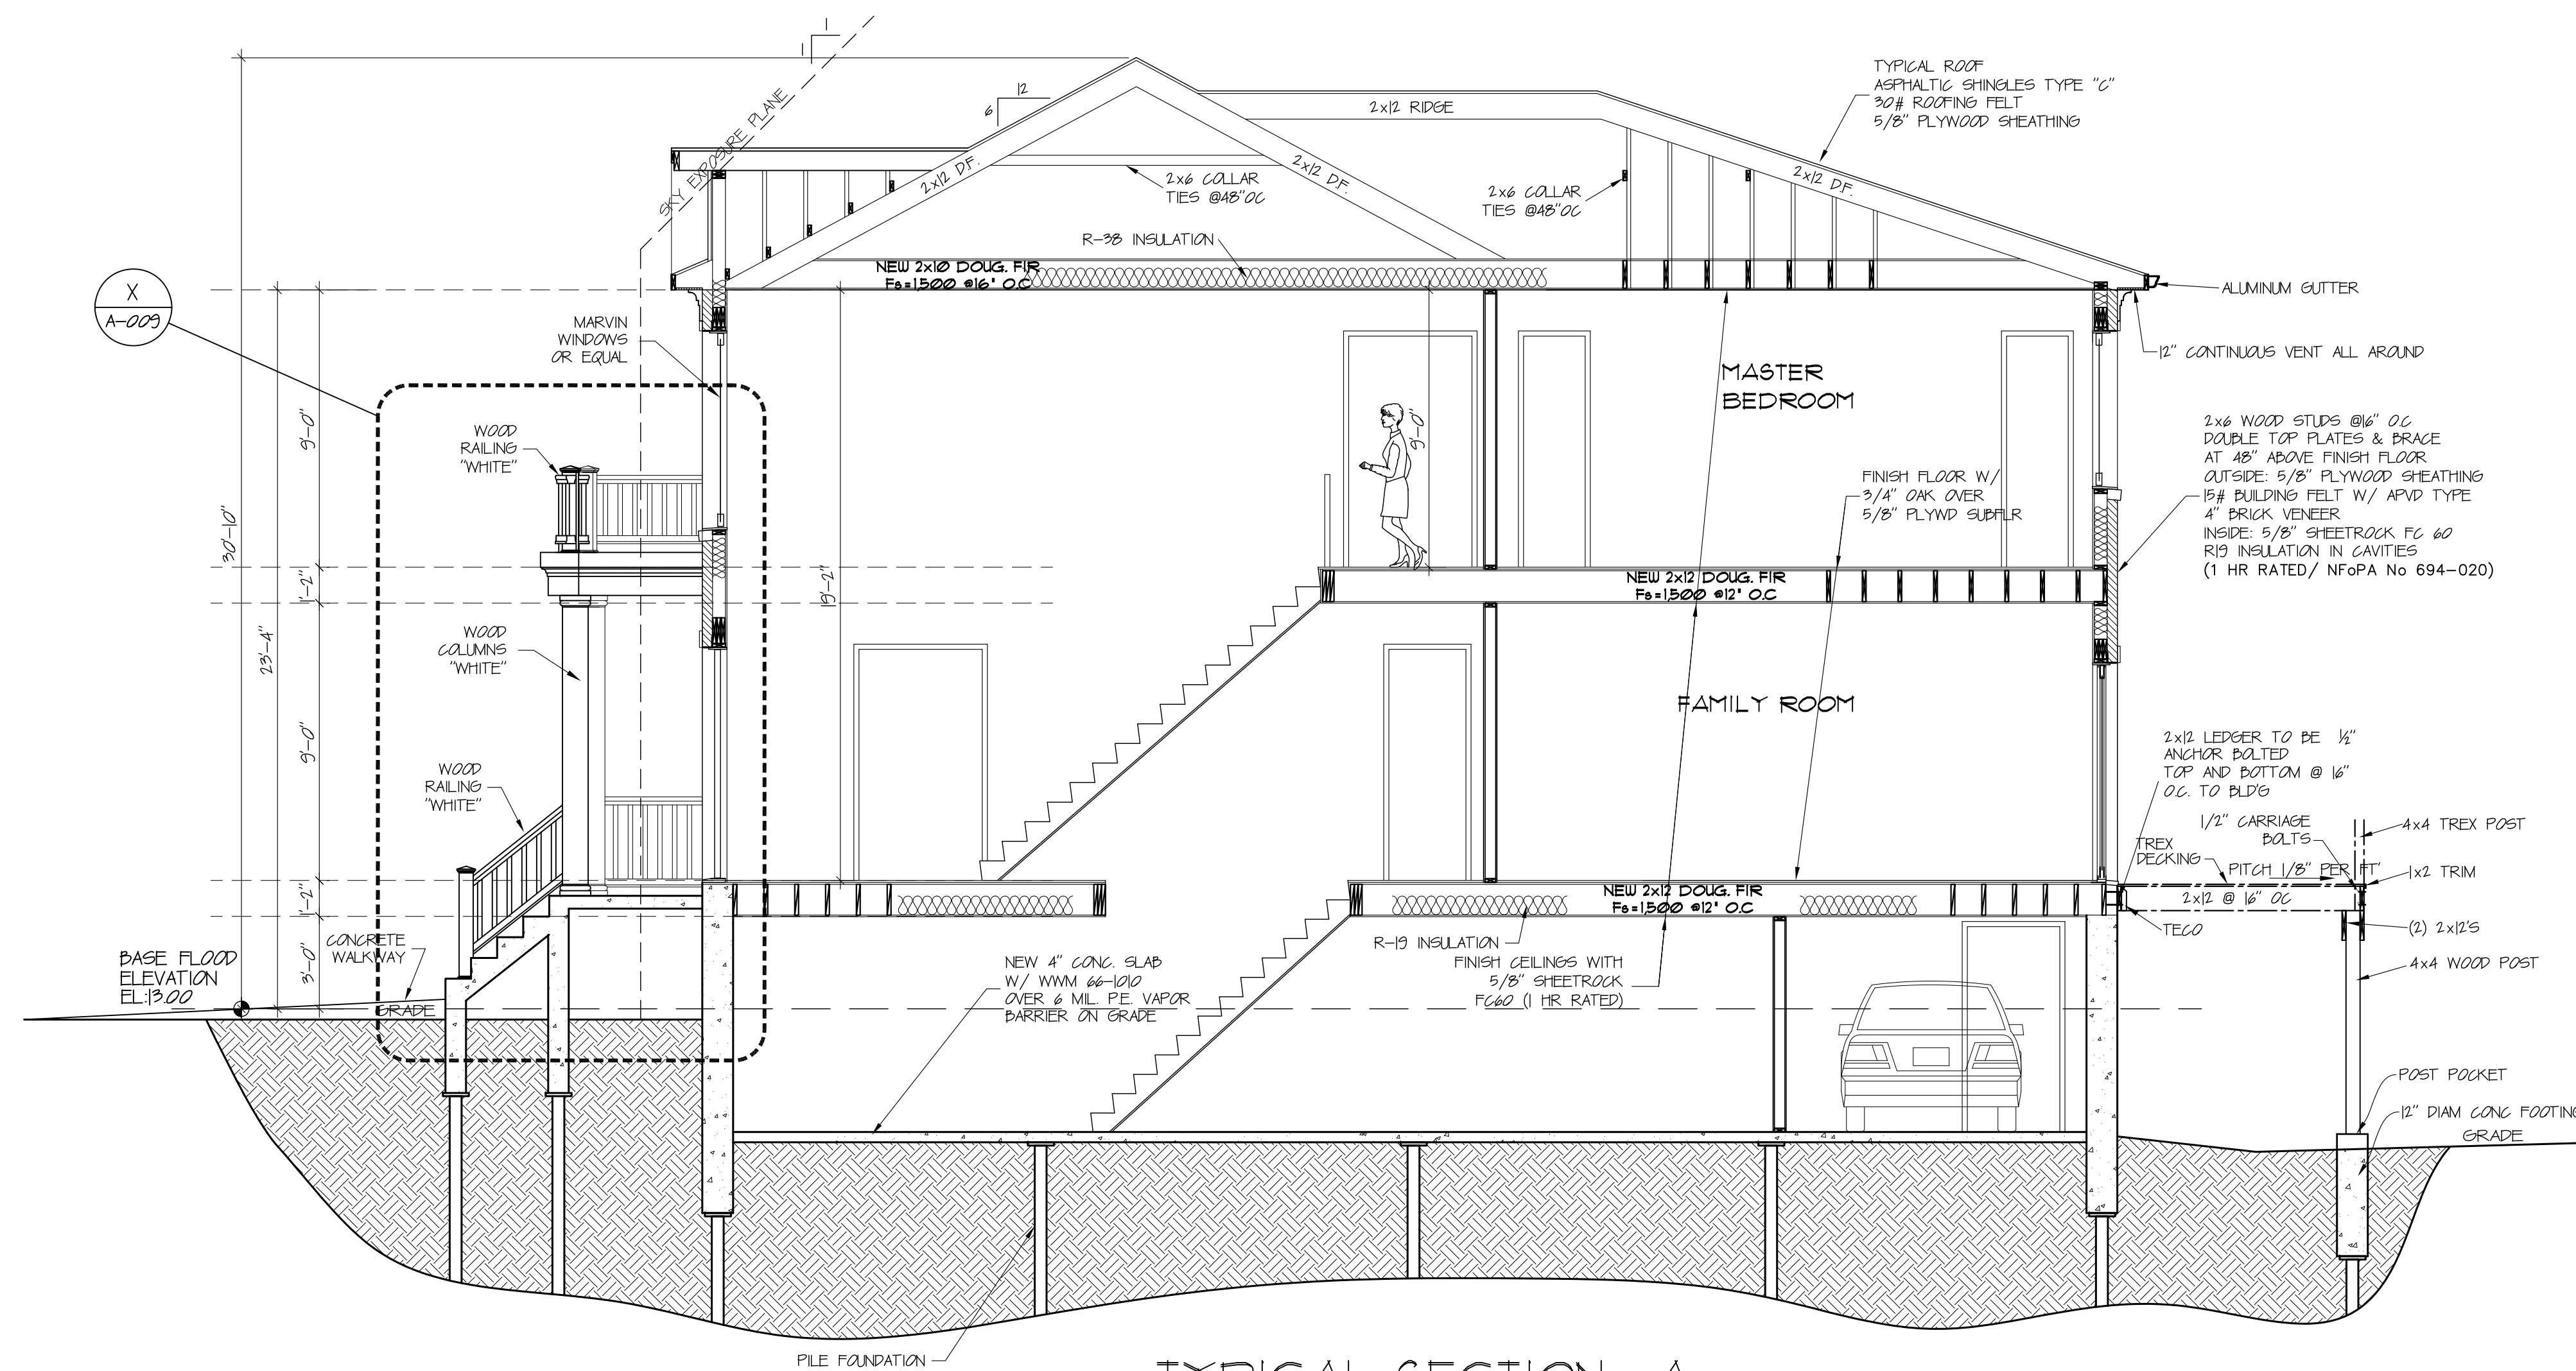 1
1
SKY EXPOSURE PLANE
12
6
2x12 RIDGE
TYPICAL ROOF
ASPHALTIC SHINGLES TYPE "C"
30# ROOFING FELT
5/8" PLYWOOD SHEATHING
2x12 D.F.
2x12 D.F.
2x12 D.F.
2x6 COLLAR
TIES @48"OC
2x6 COLLAR
TIES @48"OC
R-38 INSULATION
NEW 2x10 DOUG. FIR
Fs=1,500 @16" O.C
ALUMINUM GUTTER
12" CONTINUOUS VENT ALL AROUND
X
A-009
MARVIN
WINDOWS
OR EQUAL
MASTER
BEDROOM
9'-0"
9'-0"
30'-10"
WOOD
RAILING
"WHITE"
2x6 WOOD STUDS @16" O.C
DOUBLE TOP PLATES & BRACE
AT 48" ABOVE FINISH FLOOR
OUTSIDE: 5/8" PLYWOOD SHEATHING
15# BUILDING FELT W/ APVD TYPE
4" BRICK VENEER
INSIDE: 5/8" SHEETROCK FC 60
R19 INSULATION IN CAVITIES
(1 HR RATED/ NFoPA No 694-020)
FINISH FLOOR W/
3/4" OAK OVER
5/8" PLYWD SUBFLR
1'-2"
19'-2"
NEW 2x12 DOUG. FIR
Fs=1,500 @12" O.C
23'-4"
WOOD
COLUMNS
"WHITE"
FAMILY ROOM
9'-0"
WOOD
RAILING
"WHITE"
2x12 LEDGER TO BE ½"
ANCHOR BOLTED
TOP AND BOTTOM @ 16"
O.C. TO BLD'G
1/2" CARRIAGE
BOLTS
4x4 TREX POST
TREX
DECKING
PITCH 1/8" PER FT'
1x2 TRIM
1'-2"
NEW 2x12 DOUG. FIR
Fs=1,500 @12" O.C
2x12 @ 16" OC
TECO
(2) 2x12'S
4x4 WOOD POST
3'-0"
CONCRETE
WALKWAY
BASE FLOOD
ELEVATION
EL:13.00
GRADE
R-19 INSULATION
FINISH CEILINGS WITH
5/8" SHEETROCK
FC60 (1 HR RATED)
NEW 4" CONC. SLAB
W/ WWM 66-1010
OVER 6 MIL. P.E. VAPOR
BARRIER ON GRADE
POST POCKET
12" DIAM CONC FOOTING
GRADE
PILE FOUNDATION
TYPICAL SECTION A